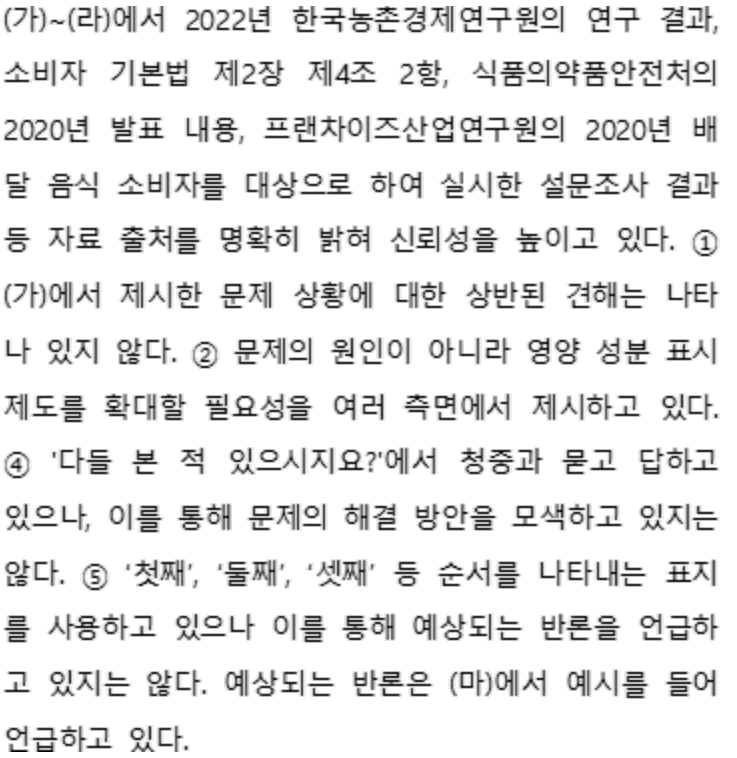 (가)~(라)에서 2022년 한국농촌경제연구원의 연구 결과,
소비자 기본법 제2장 제4조 2항, 식품의약품안전처의
2020년 발표 내용, 프랜차이즈산업연구원의 2020년 배
달 음식 소비자를 대상으로 하여 실시한 설문조사 결과
등 자료 출처를 명확히 밝혀 신뢰성을 높이고 있다. ①
(가)에서 제시한 문제 상황에 대한 상반된 견해는 나타
나 있지 않다. ② 문제의 원인이 아니라 영양 성분 표시
제도를 확대할 필요성을 여러 측면에서 제시하고 있다.
④ '다들 본 적 있으시지요?'에서 청중과 묻고 답하고
있으나, 이를 통해 문제의 해결 방안을 모색하고 있지는
않다. ⑤ '첫째', '둘째', '셋째' 등 순서를 나타내는 표지
를 사용하고 있으나 이를 통해 예상되는 반론을 언급하
고 있지는 않다. 예상되는 반론은 (마)에서 예시를 들어
언급하고 있다.